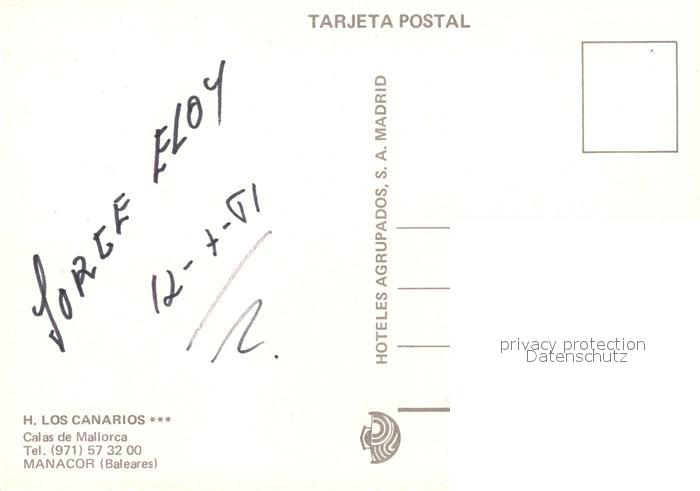 TARJETA POSTAL
JORGE ELOY
12-X-81
HOTELES AGRUPADOS, S. A. MADRID
privacy protection
Datenschutz
H. LOS CANARIOS ***
Calas de Mallorca
Tel. (971) 57 32 00
MANACOR (Baleares)